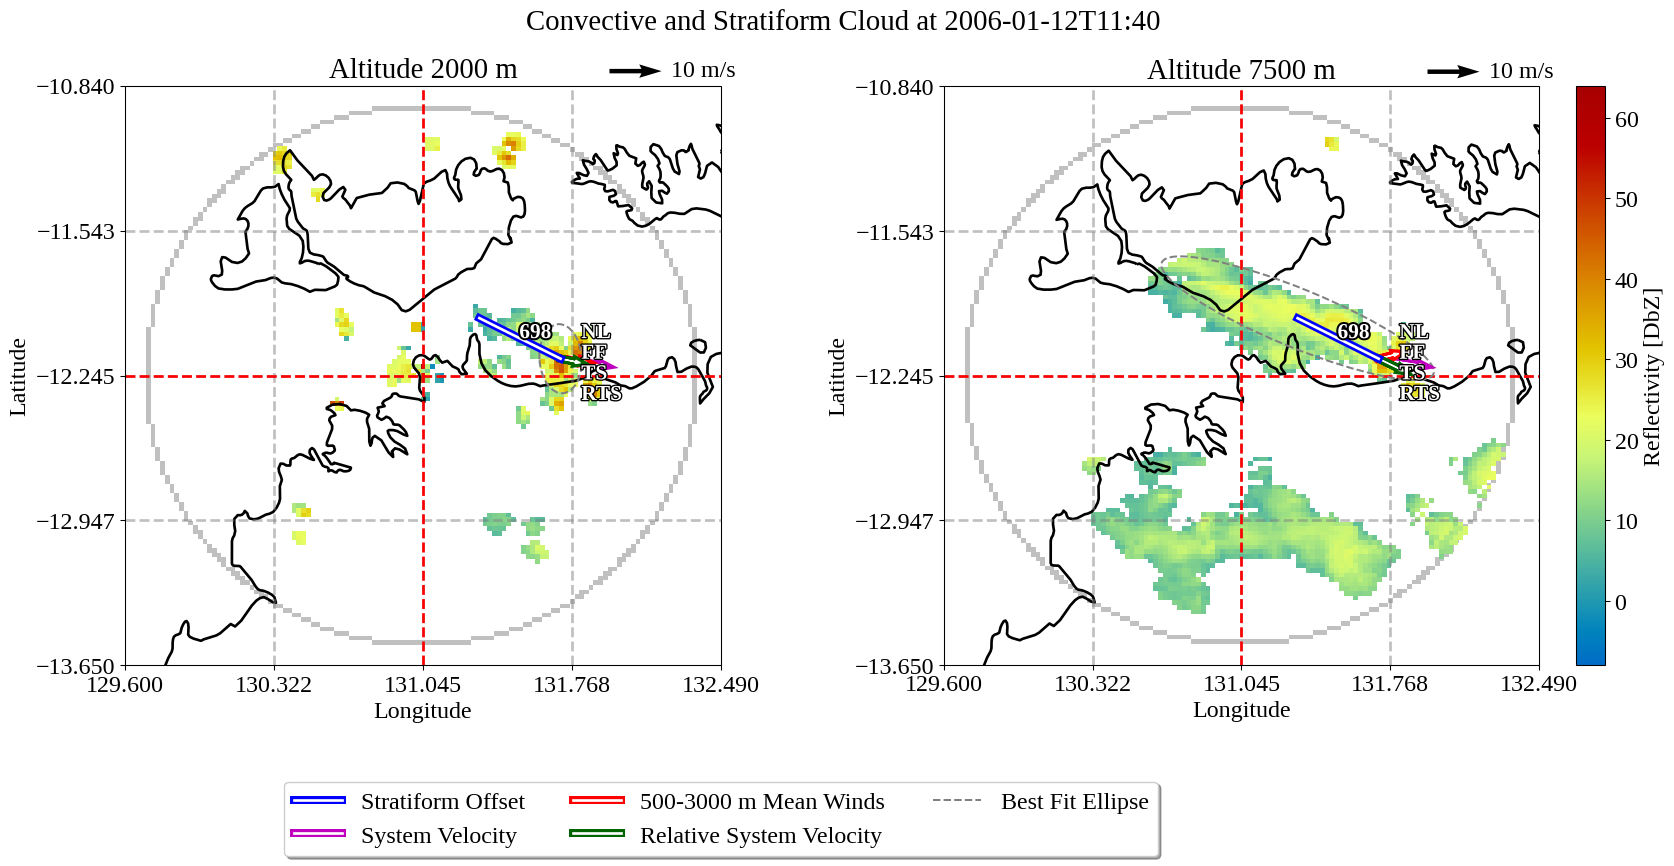 Convective and Stratiform Cloud at 2006-01-12T11:40
Altitude 2000 m
10 m/s
Altitude 7500 m
10 m/s
−10.840
−11.543
−12.245
−12.947
−13.650
Latitude
129.600
130.322
131.045
131.768
132.490
Longitude
698
NL
FF
TS
RTS
−10.840
−11.543
−12.245
−12.947
−13.650
Latitude
129.600
130.322
131.045
131.768
132.490
Longitude
698
NL
FF
TS
RTS
60
50
40
30
20
10
0
Reflectivity [DbZ]
Stratiform Offset
System Velocity
500-3000 m Mean Winds
Relative System Velocity
Best Fit Ellipse